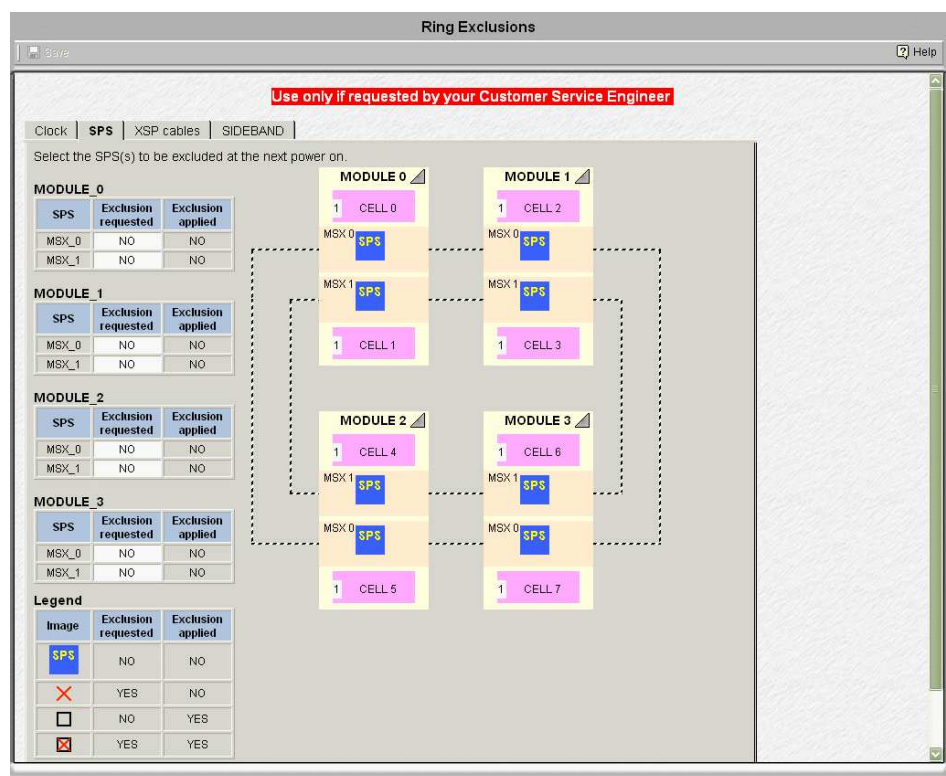 Ring Exclusions
Save
Help
Use only if requested by your Customer Service Engineer
Clock SPS XSP cables SIDEBAND
Select the SPS(s) to be excluded at the next power on.
MODULE_0
SPS Exclusion requested Exclusion applied
MSX_0 NO NO
MSX_1 NO NO
MODULE_1
SPS Exclusion requested Exclusion applied
MSX_0 NO NO
MSX_1 NO NO
MODULE_2
SPS Exclusion requested Exclusion applied
MSX_0 NO NO
MSX_1 NO NO
MODULE_3
SPS Exclusion requested Exclusion applied
MSX_0 NO NO
MSX_1 NO NO
Legend
Image Exclusion requested Exclusion applied
SPS NO NO
YES NO
NO YES
YES YES
MODULE 0
1 CELL 0
MSX 0 SPS
MSX 1 SPS
1 CELL 1
MODULE 1
1 CELL 2
MSX 0 SPS
MSX 1 SPS
1 CELL 3
MODULE 2
1 CELL 4
MSX 1 SPS
MSX 0 SPS
1 CELL 5
MODULE 3
1 CELL 6
MSX 1 SPS
MSX 0 SPS
1 CELL 7